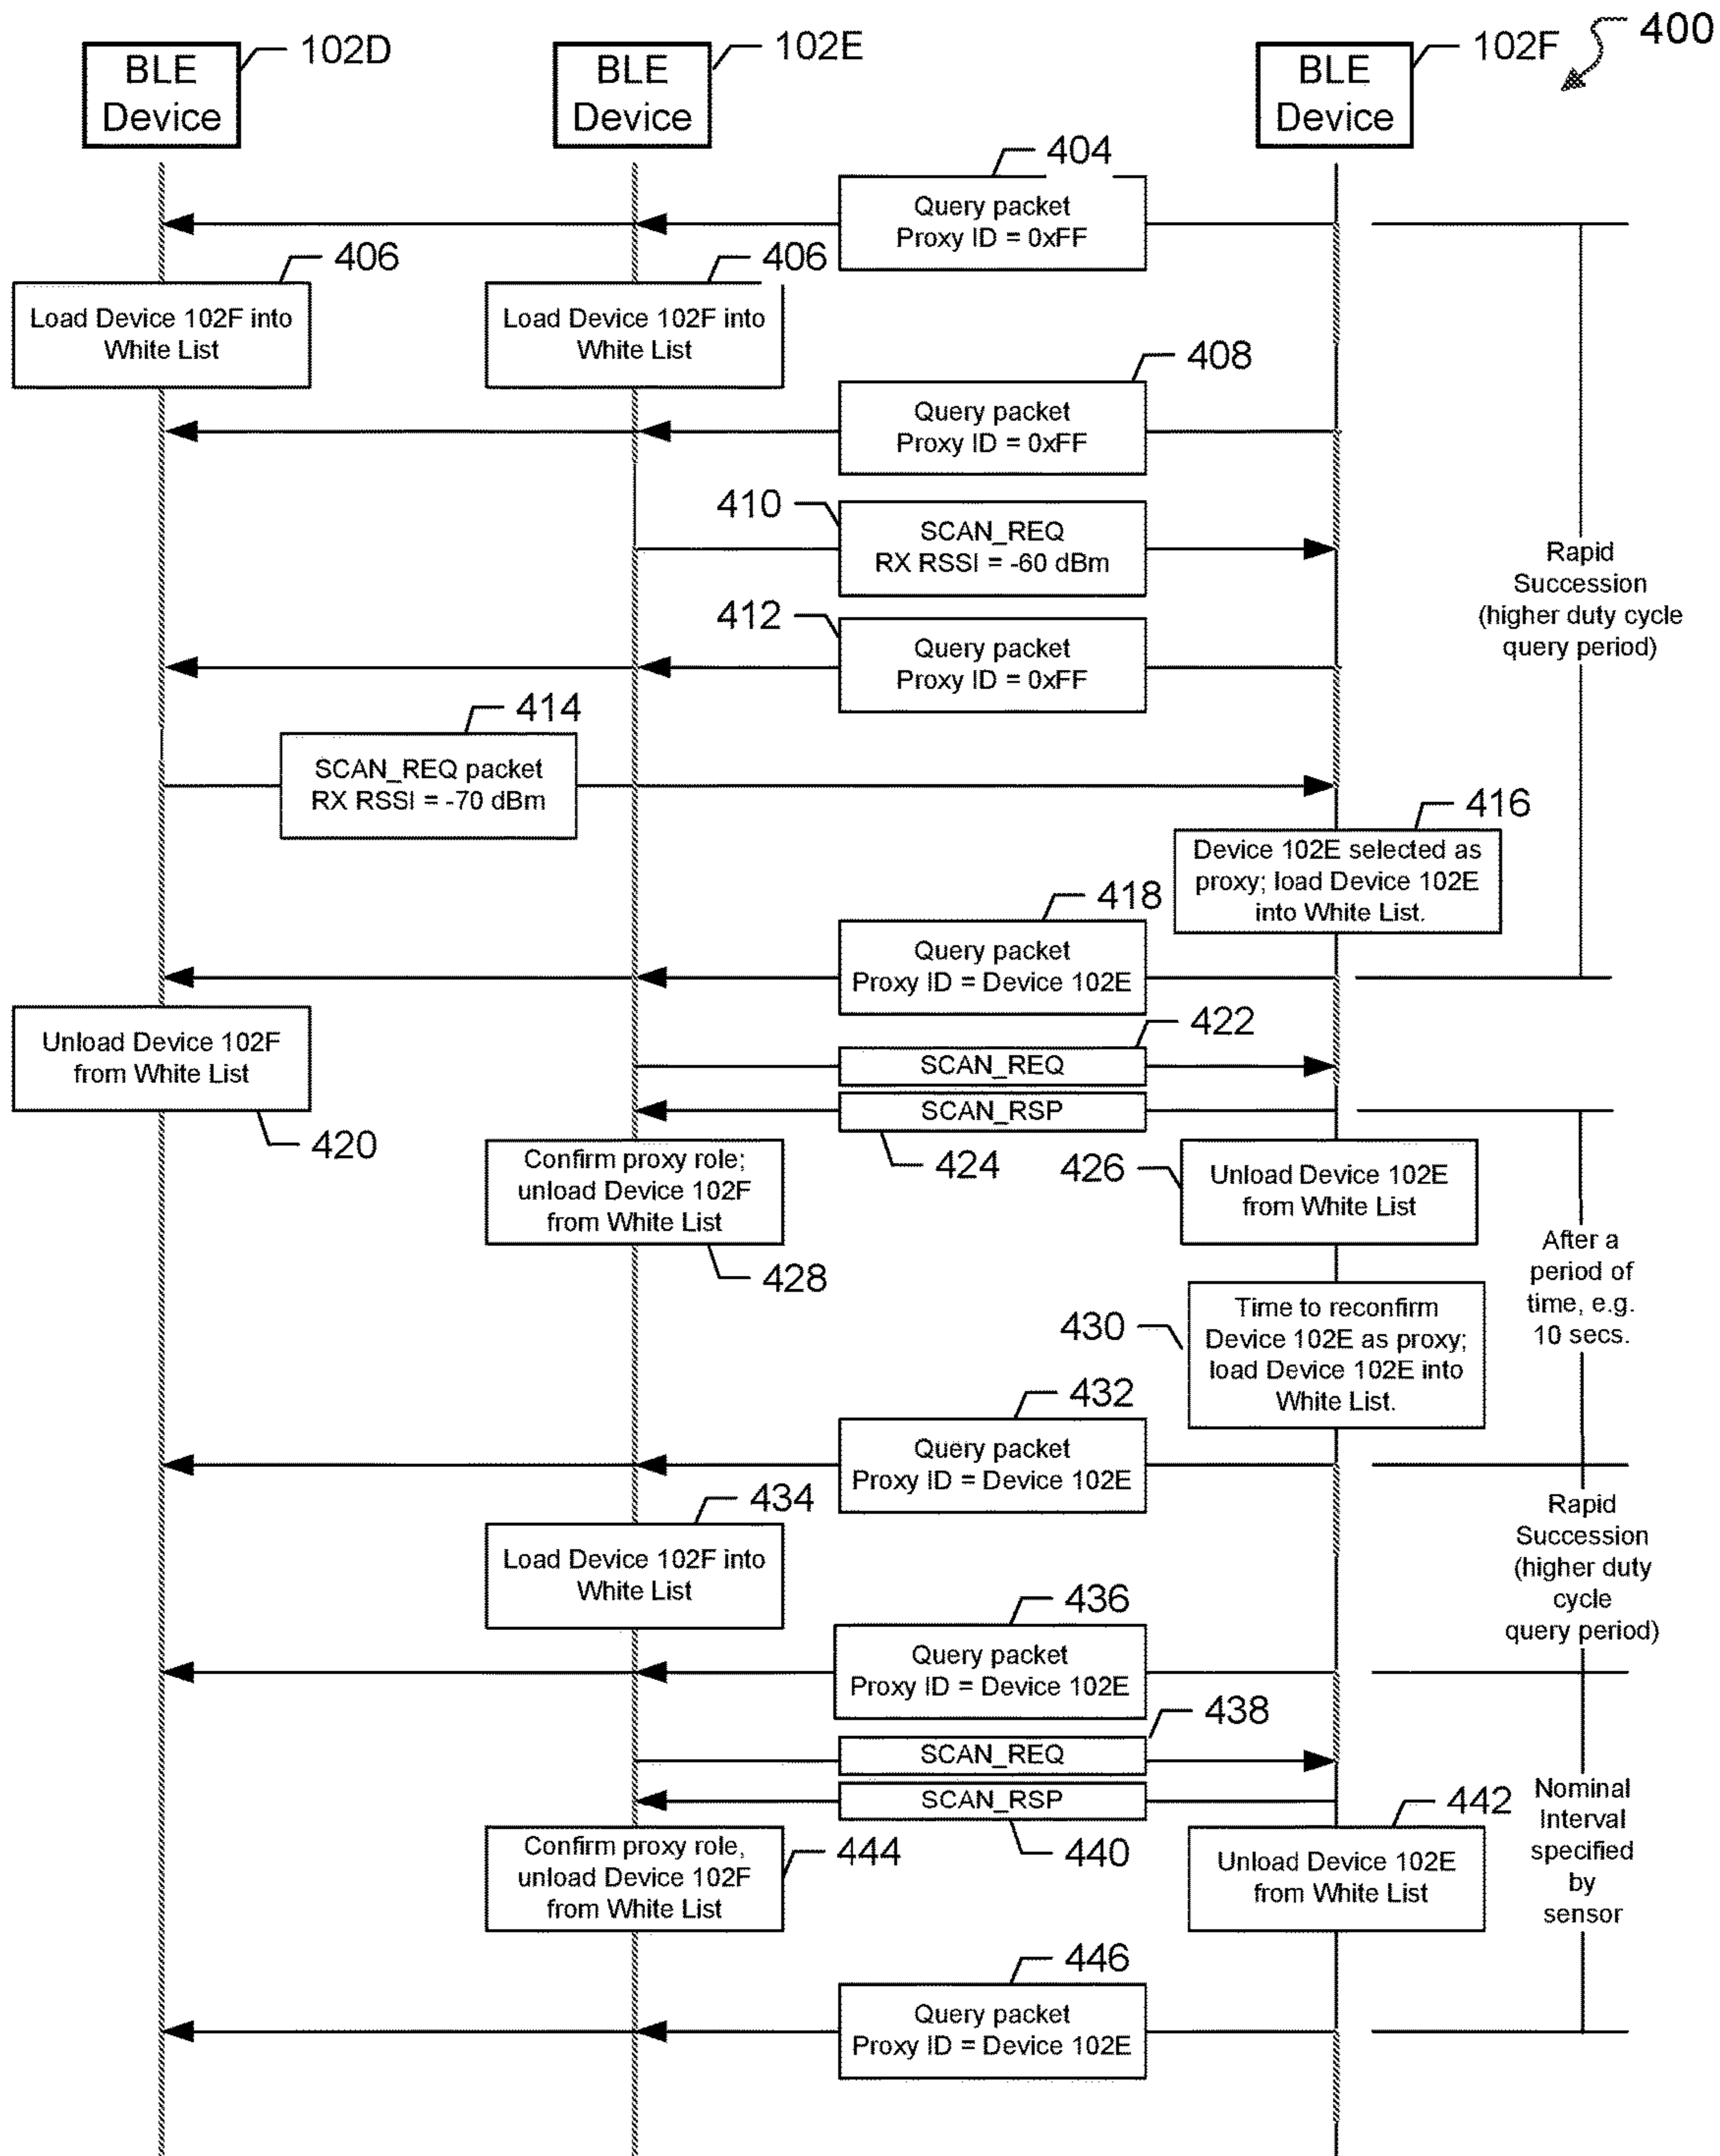 400
102D
102E
102F
BLE
Device
BLE
Device
BLE
Device
404
Query packet
Proxy ID = 0xFF
406
406
Load Device 102F into
White List
Load Device 102F into
White List
408
Query packet
Proxy ID = 0xFF
410
SCAN_REQ
RX RSSI = -60 dBm
Rapid
Succession
(higher duty cycle
query period)
412
Query packet
Proxy ID = 0xFF
414
SCAN_REQ packet
RX RSSI = -70 dBm
416
Device 102E selected as
proxy; load Device 102E
into White List.
418
Query packet
Proxy ID = Device 102E
Unload Device 102F
from White List
420
422
SCAN_REQ
SCAN_RSP
424
Confirm proxy role;
unload Device 102F
from White List
428
426
Unload Device 102E
from White List
After a
period of
time, e.g.
10 secs.
430
Time to reconfirm
Device 102E as proxy;
load Device 102E into
White List.
432
Query packet
Proxy ID = Device 102E
434
Load Device 102F into
White List
Rapid
Succession
(higher duty
cycle
query period)
436
Query packet
Proxy ID = Device 102E
438
SCAN_REQ
SCAN_RSP
440
442
Confirm proxy role,
unload Device 102F
from White List
444
Unload Device 102E
from White List
Nominal
Interval
specified
by
sensor
446
Query packet
Proxy ID = Device 102E